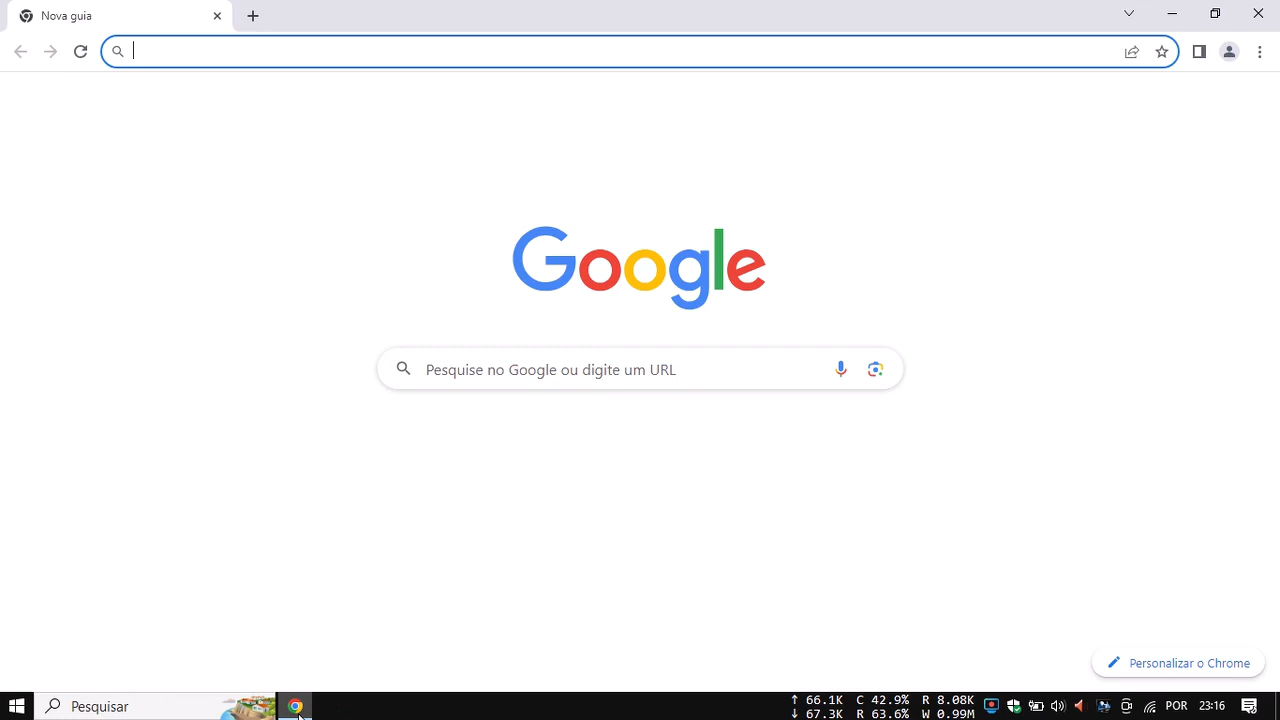 Nova guia
Google
Pesquise no Google ou digite um URL
Personalizar o Chrome
Pesquisar
↑ 66.1K C 42.9% R 8.08K
↓ 67.3K R 63.6% W 0.99M
POR 23:16